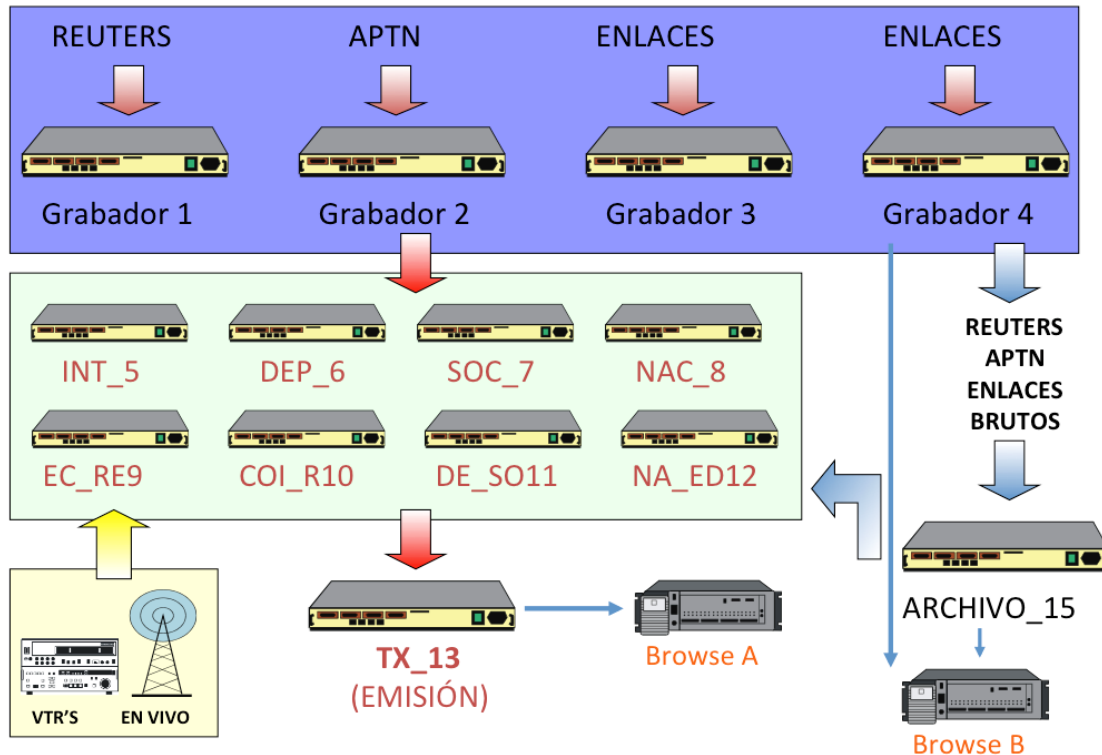 REUTERS
APTN
ENLACES
ENLACES
Grabador 1
Grabador 2
Grabador 3
Grabador 4
INT_5
DEP_6
SOC_7
NAC_8
EC_RE9
COI_R10
DE_SO11
NA_ED12
REUTERS
APTN
ENLACES
BRUTOS
ARCHIVO_15
VTR'S
EN VIVO
TX_13
(EMISIÓN)
Browse A
Browse B